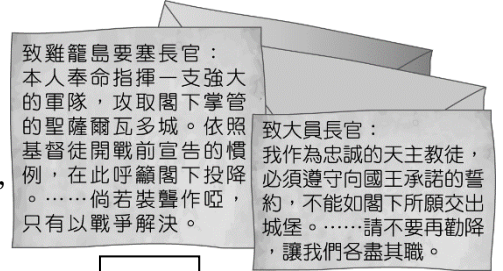 致雞籠島要塞長官：
本人奉命指揮一支強大
的軍隊，攻取閣下掌管
的聖薩爾瓦多城。依照
基督徒開戰前宣告的慣
例，在此呼籲閣下投降
。……倘若裝聾作啞，
只有以戰爭解決。
致大員長官：
我作為忠誠的天主教徒，
必須遵守向國王承諾的誓
約，不能如閣下所願交出
城堡。……請不要再勸降
，讓我們各盡其職。
,